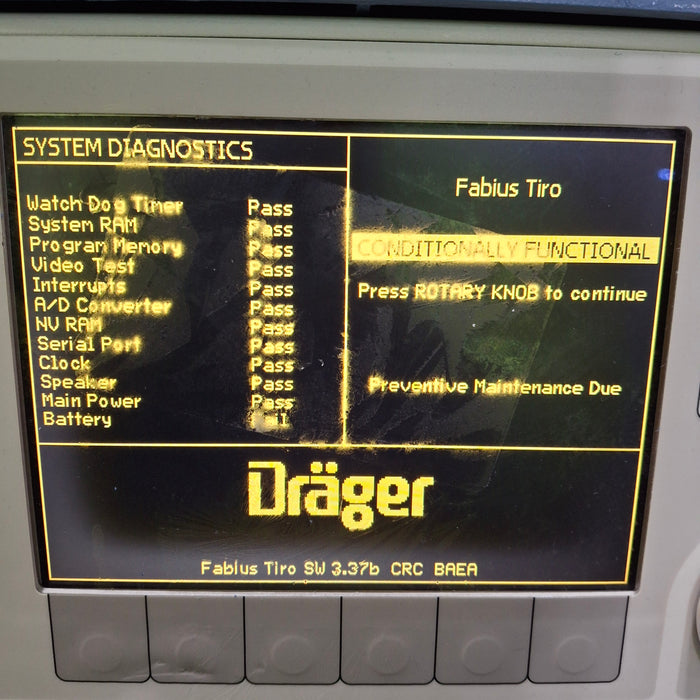 SYSTEM DIAGNOSTICS
Watch Dog Timer Pass
System RAM Pass
Program Memory Pass
Video Test Pass
Interrupts Pass
A/D Converter Pass
NV RAM Pass
Serial Port Pass
Clock Pass
Speaker Pass
Main Power Pass
Battery
Fabius Tiro
CONDITIONALLY FUNCTIONAL
Press ROTARY KNOB to continue
Preventive Maintenance Due
Dräger
Fabius Tiro SW 3.37b CRC BAEA